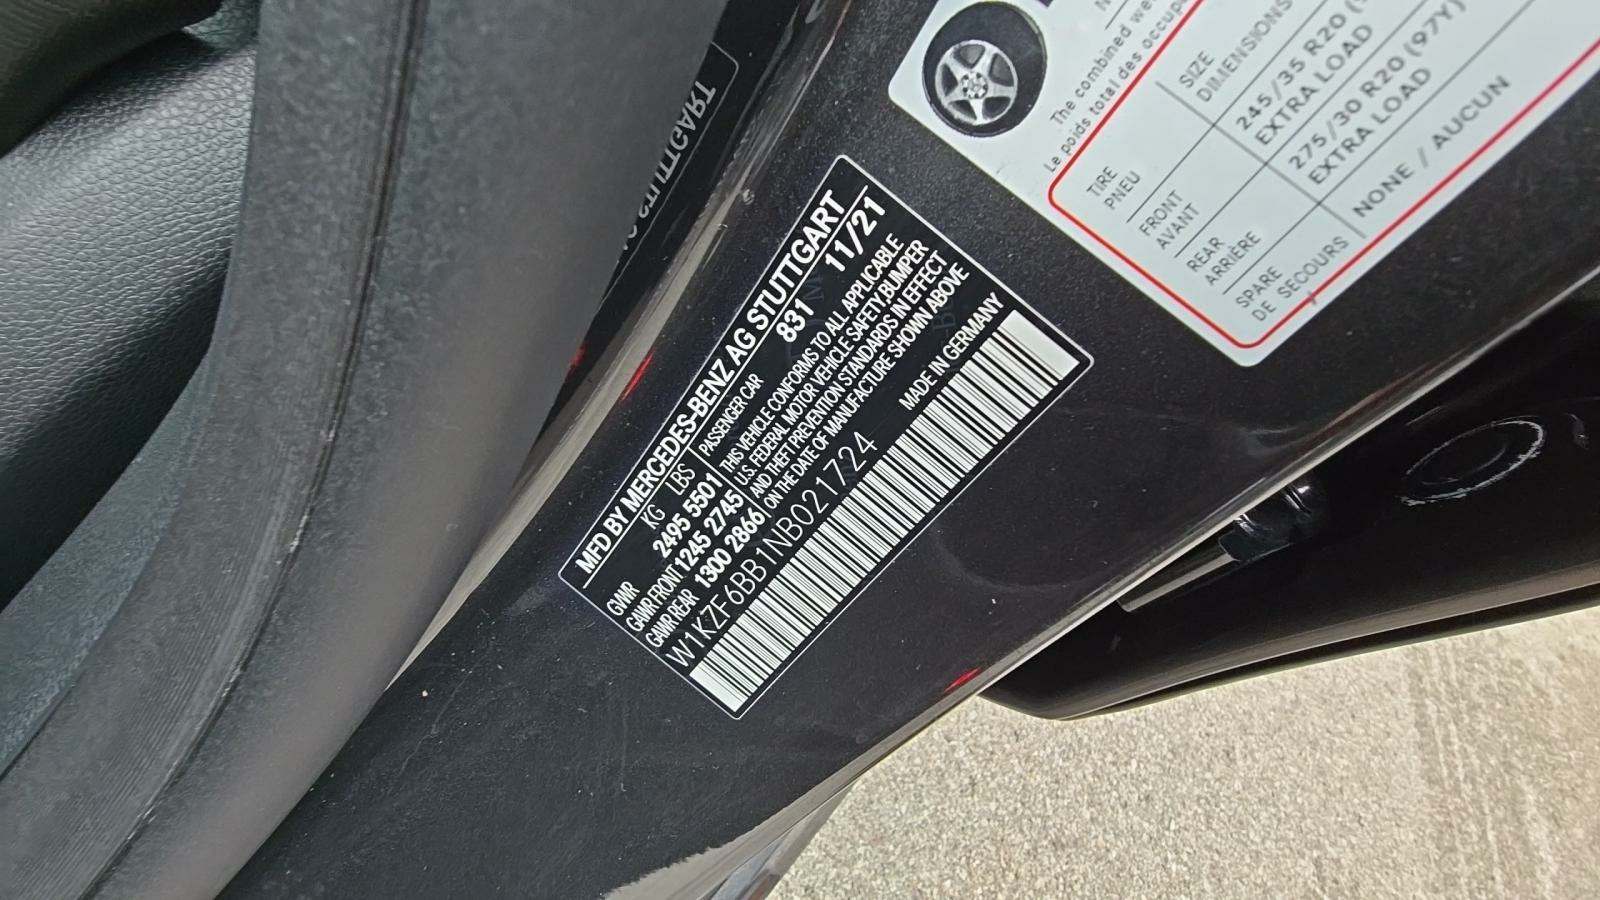 MFD BY MERCEDES-BENZ AG STUTTGART
KG LBS PASSENGER CAR 831 11/21
GVWR 2495 5501 THIS VEHICLE CONFORMS TO ALL APPLICABLE
GAWR FRONT 1245 2745 U.S. FEDERAL MOTOR VEHICLE SAFETY,BUMPER
GAWR REAR 1300 2866 AND THEFT PREVENTION STANDARDS IN EFFECT
ON THE DATE OF MANUFACTURE SHOWN ABOVE
MADE IN GERMANY
W1KZF6BB1NB021724
The combined
Le poids total des
TIRE
PNEU
SIZE
DIMENSIONS
FRONT
AVANT
245/35 R20
EXTRA LOAD
REAR
ARRIÈRE
275/30 R20 (97Y)
EXTRA LOAD
SPARE
DE SECOURS
NONE / AUCUN
STUTTGART